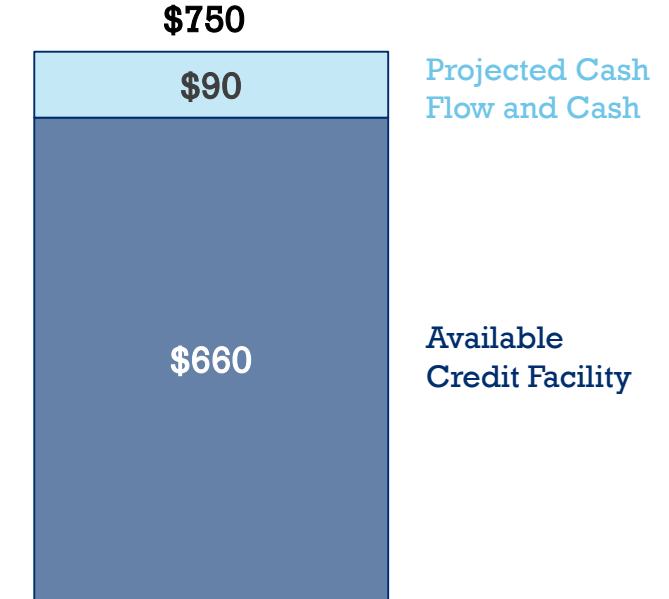 $750
$90
Projected Cash
Flow and Cash
$660
Available
Credit Facility